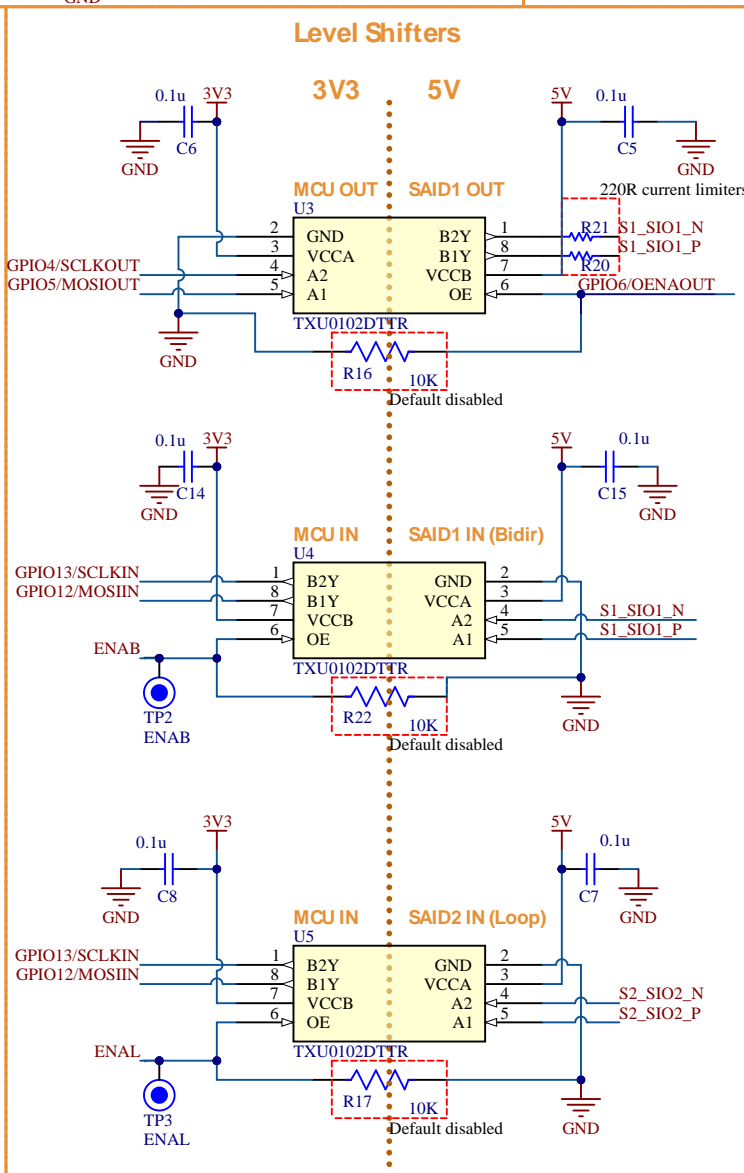 GND
Level Shifters
3V3 5V
0.1u 3V3 5V 0.1u
C6 C5
GND GND
220R current limiters
MCU OUT SAID1 OUT
U3
2 GND B2Y 1 R21 S1_SIO1_N
3 VCCA B1Y 8 S1_SIO1_P
GPIO4/SCLKOUT 4 A2 VCCB 7 R20
GPIO5/MOSIOUT 5 A1 OE 6 GPIO6/OENAOUT
TXU0102DTTR
GND
R16 10K
Default disabled
0.1u 3V3 5V 0.1u
C14 C15
GND GND
MCU IN SAID1 IN (Bidir)
U4
GPIO13/SCLKIN 1 B2Y GND 2
GPIO12/MOSIIN 8 B1Y VCCA 3
7 VCCB A2 4 S1_SIO1_N
6 OE A1 5 S1_SIO1_P
ENAB
TXU0102DTTR
TP2 R22 10K GND
ENAB
Default disabled
3V3 5V
0.1u 0.1u
C8 C7
GND GND
MCU IN SAID2 IN (Loop)
U5
GPIO13/SCLKIN 1 B2Y GND 2
GPIO12/MOSIIN 8 B1Y VCCA 3
7 VCCB A2 4 S2_SIO2_N
6 OE A1 5 S2_SIO2_P
ENAL
TXU0102DTTR
TP3 R17 10K GND
ENAL
Default disabled